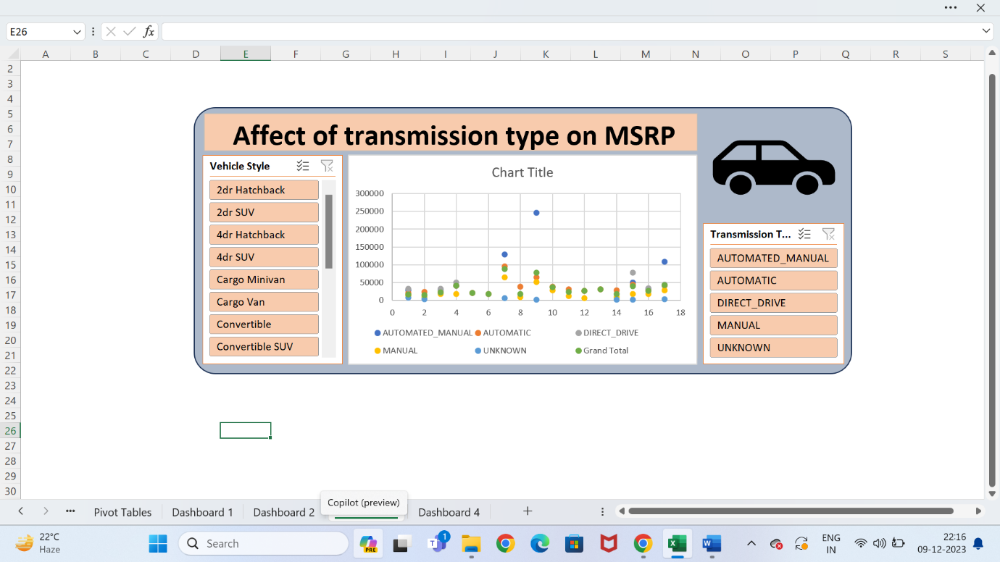 E26
fx
A B C D E F G H I J K L M N O P Q R S
2
3
4
5
6
7
8
9
10
11
12
13
14
15
16
17
18
19
20
21
22
23
24
25
26
27
28
29
30
Affect of transmission type on MSRP
Vehicle Style
2dr Hatchback
2dr SUV
4dr Hatchback
4dr SUV
Cargo Minivan
Cargo Van
Convertible
Convertible SUV
Chart Title
300000
250000
200000
150000
100000
50000
0
0 2 4 6 8 10 12 14 16 18
AUTOMATED_MANUAL AUTOMATIC DIRECT_DRIVE
MANUAL UNKNOWN Grand Total
Transmission T...
AUTOMATED_MANUAL
AUTOMATIC
DIRECT_DRIVE
MANUAL
UNKNOWN
Copilot (preview)
Pivot Tables Dashboard 1 Dashboard 2 Dashboard 4
22°C
Haze
Search
PRE
T
1
X
W
ENG
IN
22:16
09-12-2023